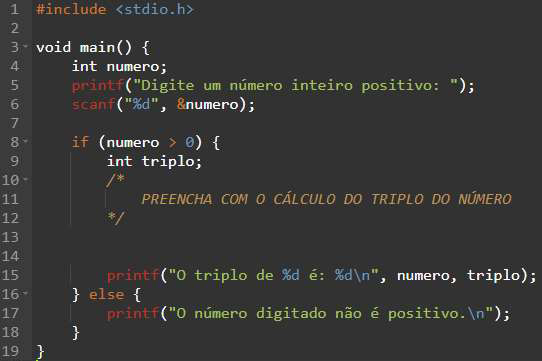 1 #include <stdio.h>
2
3 void main() {
4 int numero;
5 printf("Digite um número inteiro positivo: ");
6 scanf("%d", &numero);
7
8 if (numero > 0) {
9 int triplo;
10 /*
11 PREENCHA COM O CÁLCULO DO TRIPLO DO NÚMERO
12 */
13
14
15 printf("O triplo de %d é: %d\n", numero, triplo);
16 } else {
17 printf("O número digitado não é positivo.\n");
18 }
19 }